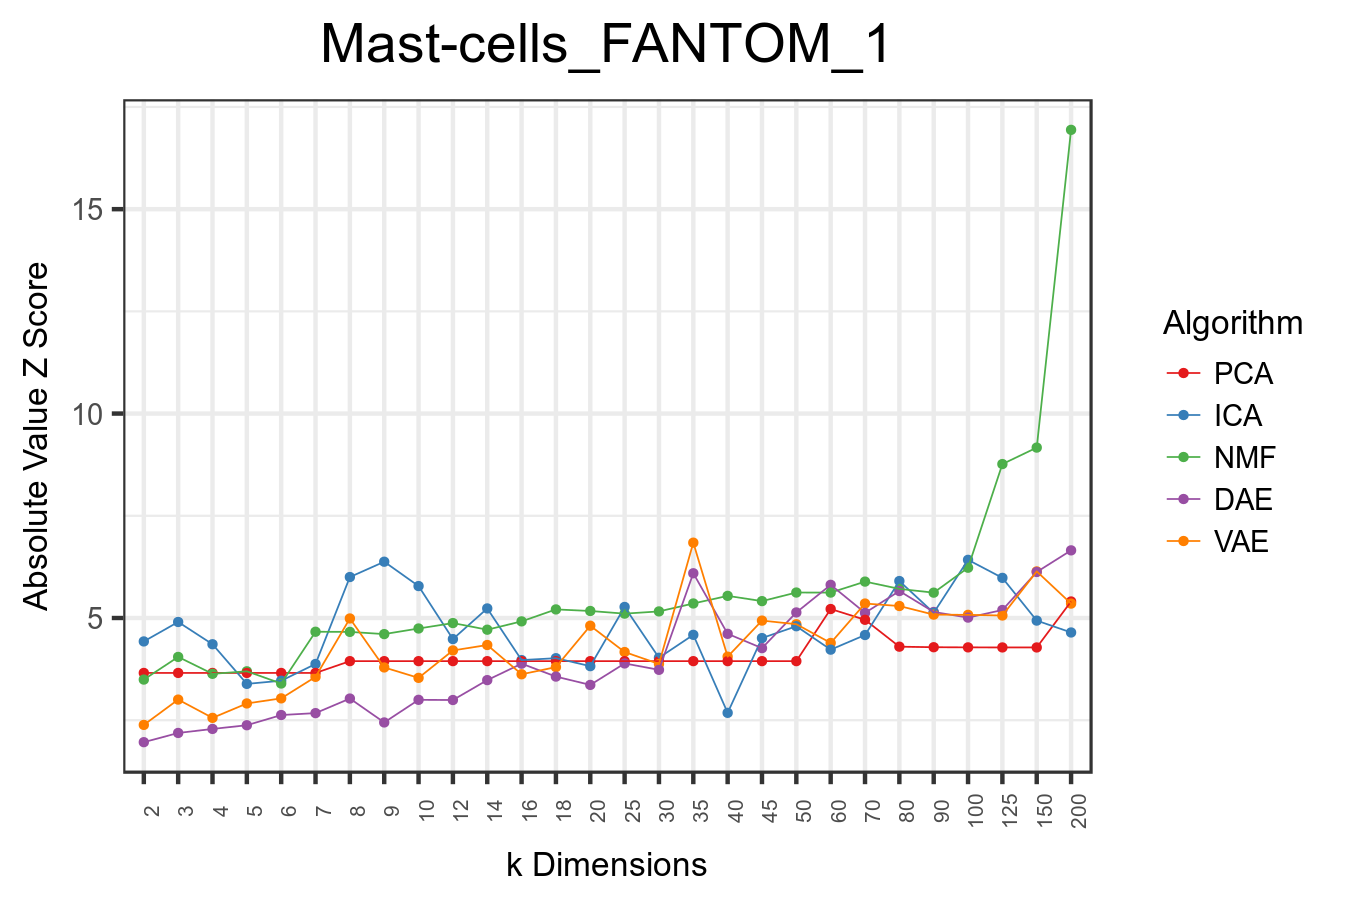 Mast-cells_FANTOM_1
Absolute Value Z Score
15
10
5
2 3 4 5 6 7 8 9 10 12 14 16 18 20 25 30 35 40 45 50 60 70 80 90 100 125 150 200
k Dimensions
Algorithm
PCA
ICA
NMF
DAE
VAE